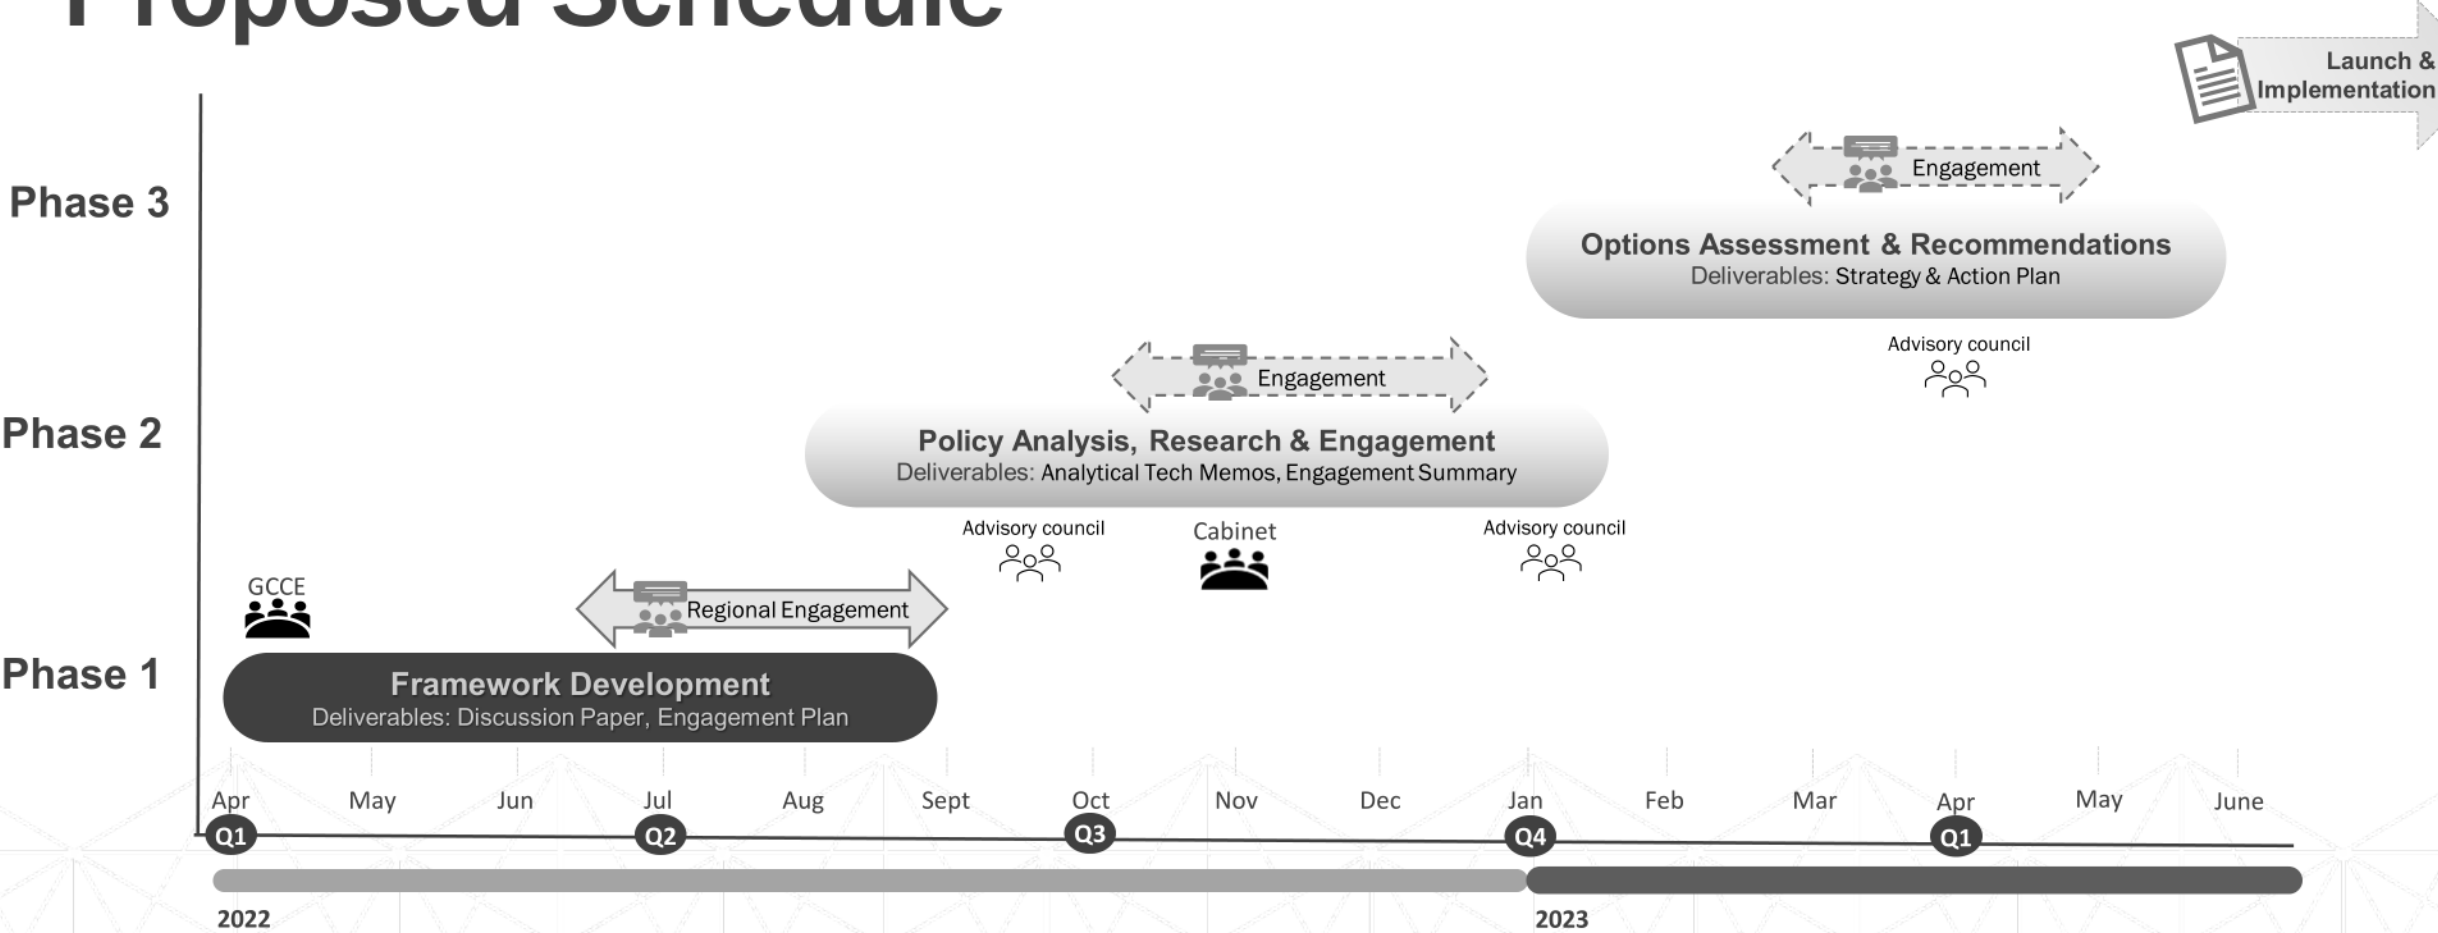 Proposed Schedule
Launch &
Implementation
Phase 3
Engagement
Options Assessment & Recommendations
Deliverables: Strategy & Action Plan
Advisory council
Phase 2
Engagement
Policy Analysis, Research & Engagement
Deliverables: Analytical Tech Memos, Engagement Summary
Advisory council
Cabinet
Advisory council
Phase 1
GCCE
Regional Engagement
Framework Development
Deliverables: Discussion Paper, Engagement Plan
Apr May Jun Jul Aug Sept Oct Nov Dec Jan Feb Mar Apr May June
Q1 Q2 Q3 Q4 Q1
2022 2023